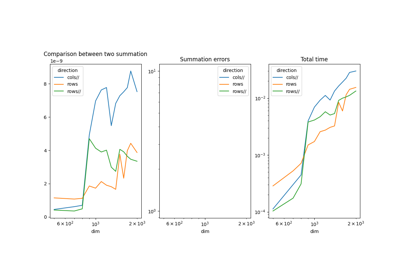 Comparison between two summation
1e−9
direction
cols//
rows
rows//
8
6
4
2
0
6 × 10²
10³
2 × 10³
dim
Summation errors
direction
cols//
rows
rows//
10¹
10⁰
6 × 10²
10³
2 × 10³
dim
Total time
direction
cols//
rows
rows//
10⁻²
10⁻³
10⁻⁴
6 × 10²
10³
2 × 10³
dim